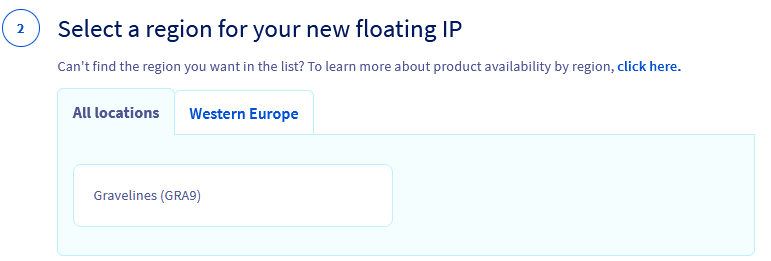 2
Select a region for your new floating IP
Can't find the region you want in the list? To learn more about product availability by region, click here.
All locations
Western Europe
Gravelines (GRA9)